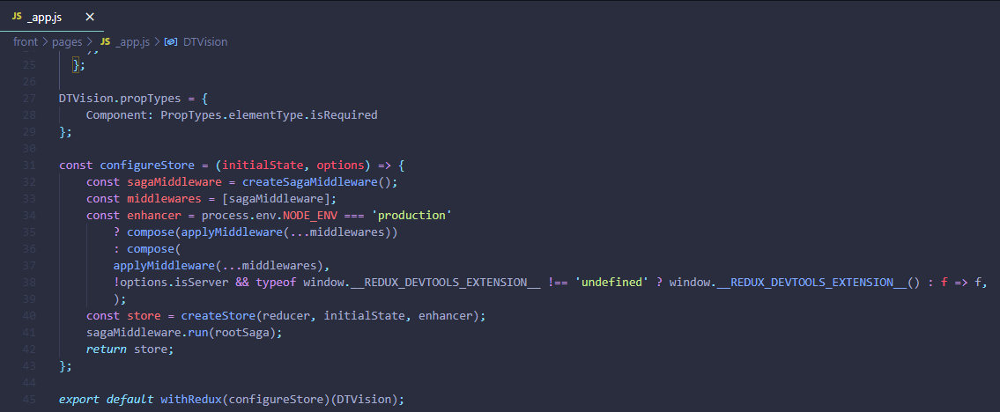 JS _app.js ×
front > pages > JS _app.js > DTVision
25 };
26
27 DTVision.propTypes = {
28 Component: PropTypes.elementType.isRequired
29 };
30
31 const configureStore = (initialState, options) => {
32 const sagaMiddleware = createSagaMiddleware();
33 const middlewares = [sagaMiddleware];
34 const enhancer = process.env.NODE_ENV === 'production'
35 ? compose(applyMiddleware(...middlewares))
36 : compose(
37 applyMiddleware(...middlewares),
38 !options.isServer && typeof window.__REDUX_DEVTOOLS_EXTENSION__ !== 'undefined' ? window.__REDUX_DEVTOOLS_EXTENSION__() : f => f,
39 );
40 const store = createStore(reducer, initialState, enhancer);
41 sagaMiddleware.run(rootSaga);
42 return store;
43 };
44
45 export default withRedux(configureStore)(DTVision);